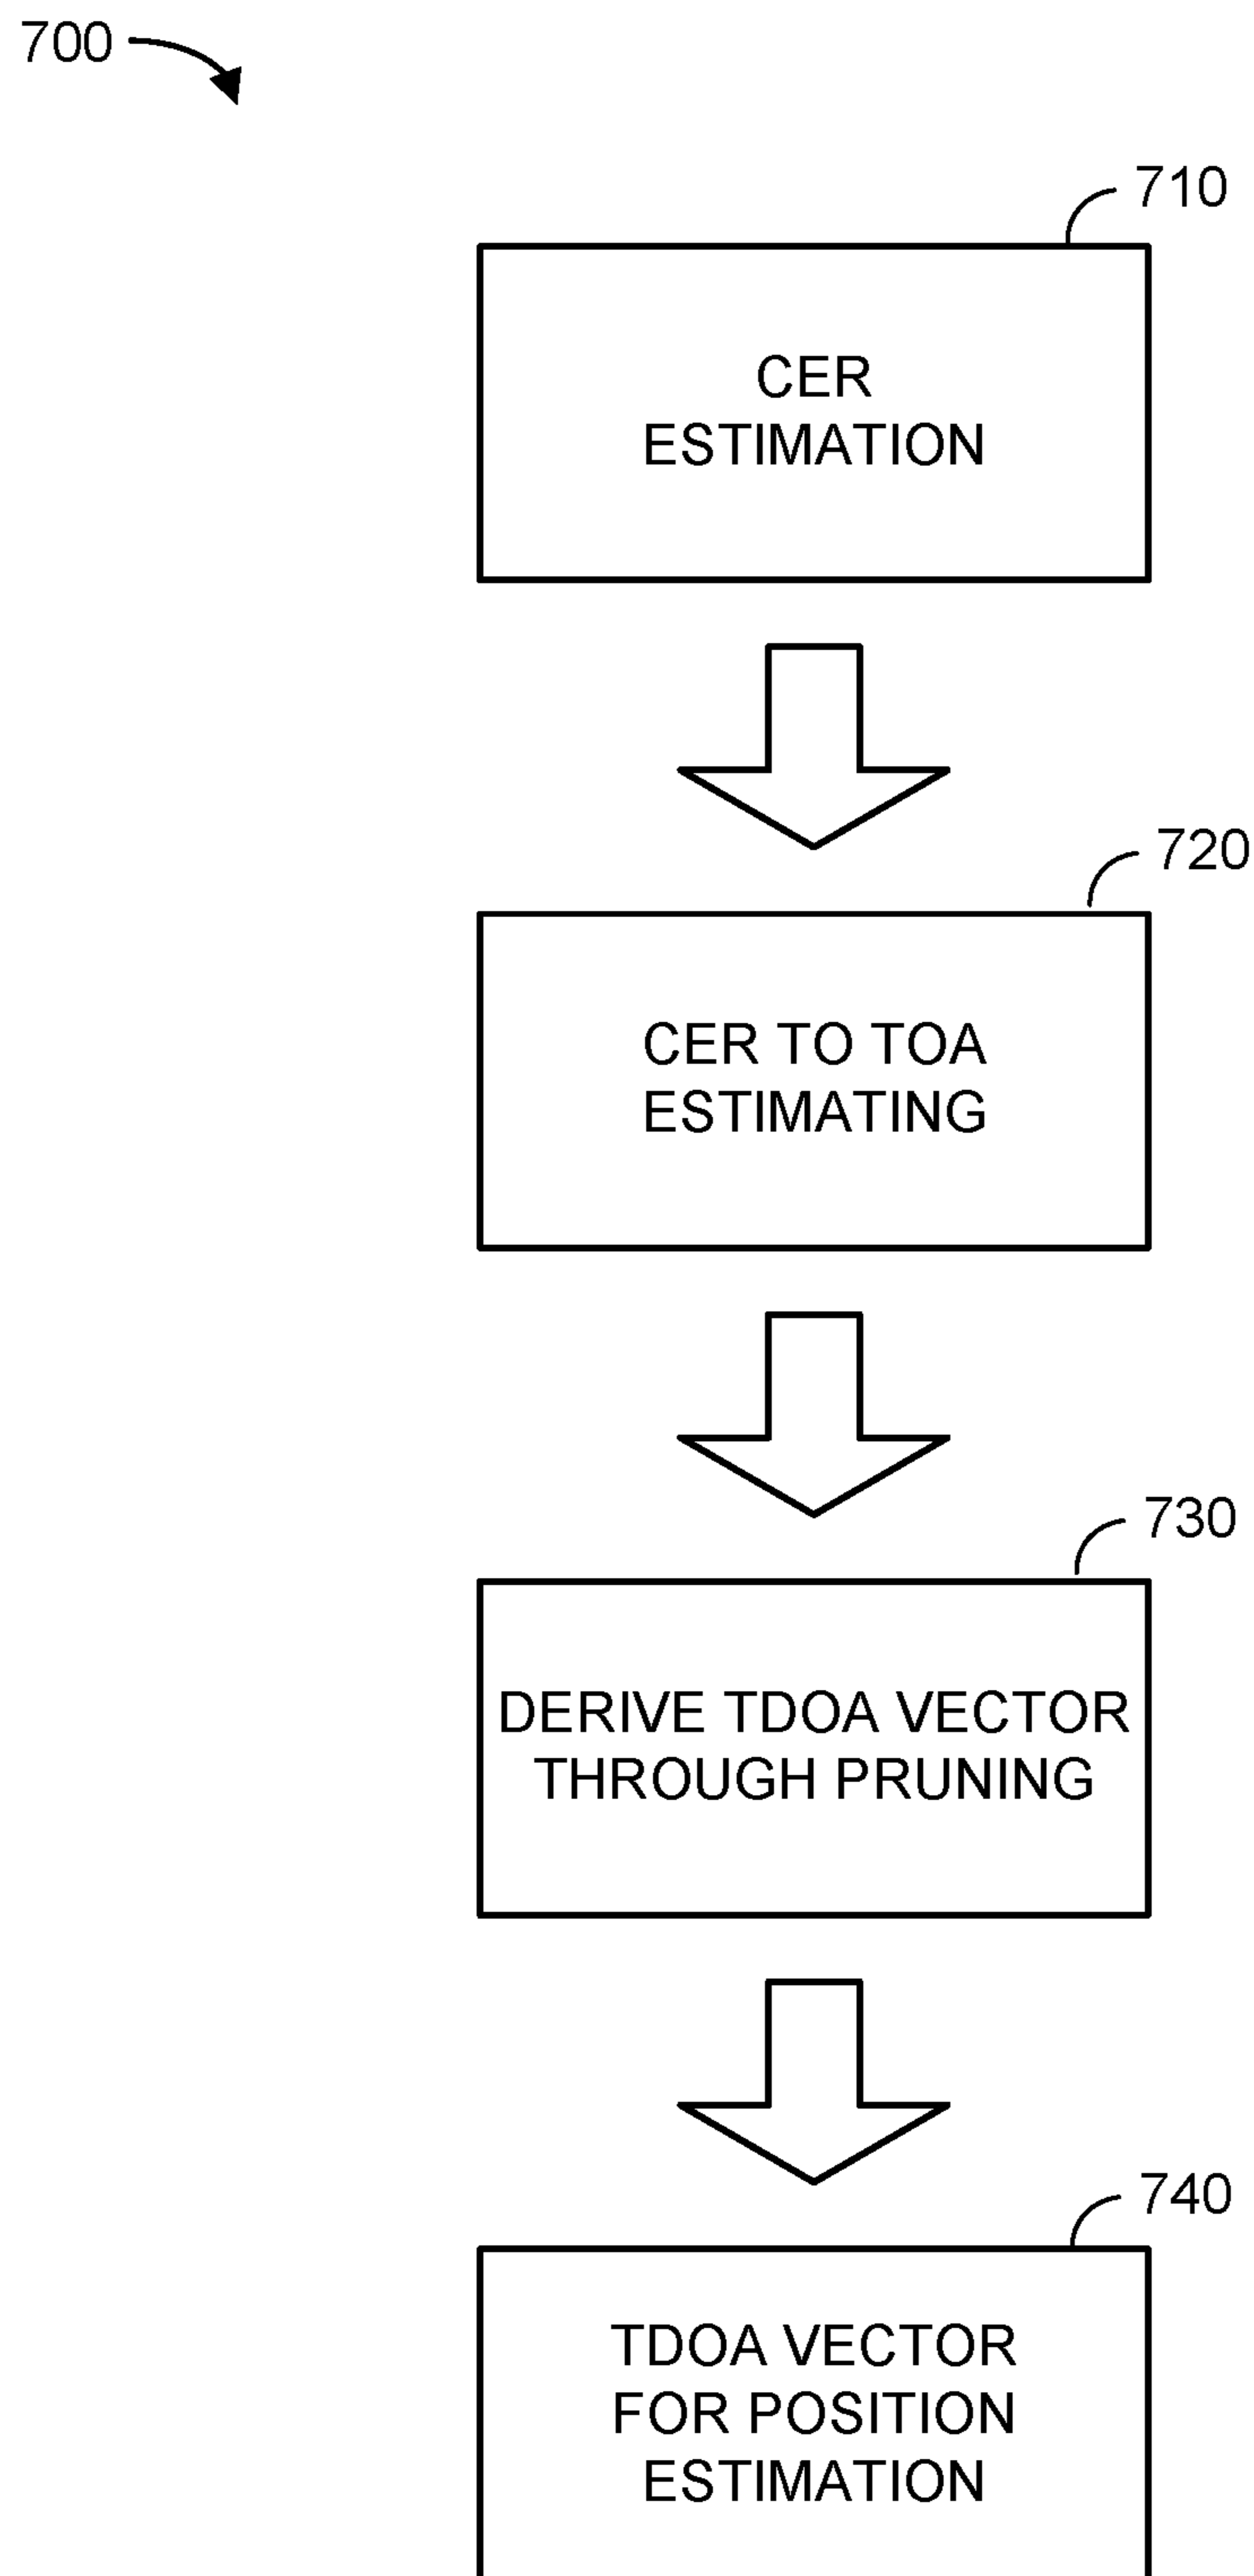 700
710
CER
ESTIMATION
720
CER TO TOA
ESTIMATING
730
DERIVE TDOA VECTOR
THROUGH PRUNING
740
TDOA VECTOR
FOR POSITION
ESTIMATION